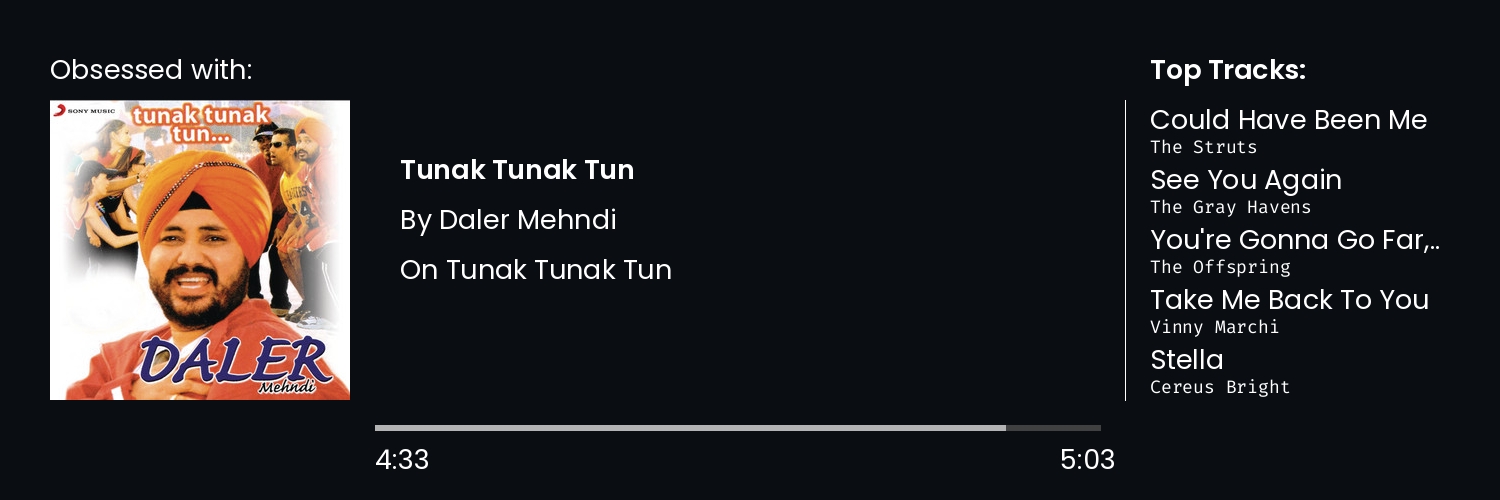 Obsessed with:
SONY MUSIC
tunak tunak
tun...
DALER
Mehndi
Tunak Tunak Tun
By Daler Mehndi
On Tunak Tunak Tun
4:33
5:03
Top Tracks:
Could Have Been Me
The Struts
See You Again
The Gray Havens
You're Gonna Go Far,..
The Offspring
Take Me Back To You
Vinny Marchi
Stella
Cereus Bright